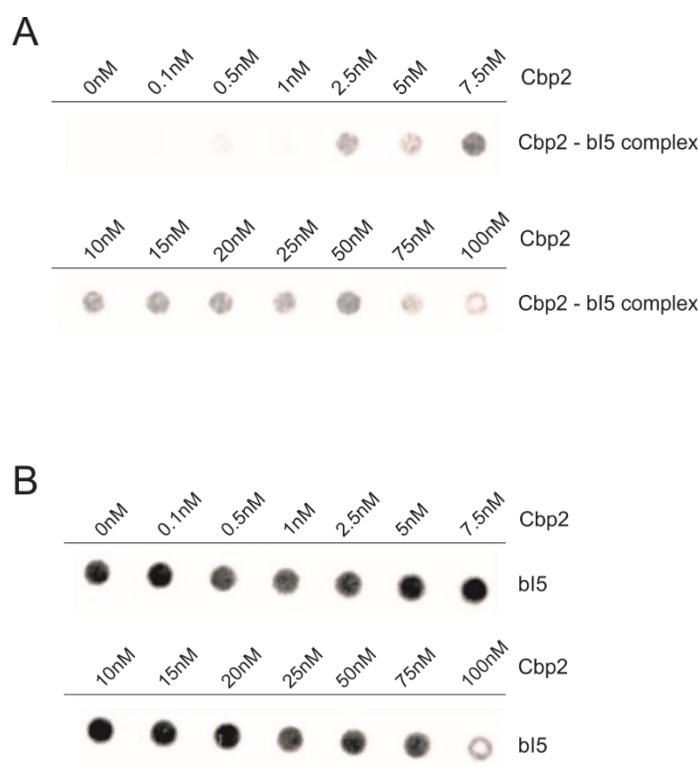 A
0nM 0.1nM 0.5nM 1nM 2.5nM 5nM 7.5nM Cbp2
Cbp2 - bI5 complex
10nM 15nM 20nM 25nM 50nM 75nM 100nM Cbp2
Cbp2 - bI5 complex
B
0nM 0.1nM 0.5nM 1nM 2.5nM 5nM 7.5nM Cbp2
bI5
10nM 15nM 20nM 25nM 50nM 75nM 100nM Cbp2
bI5